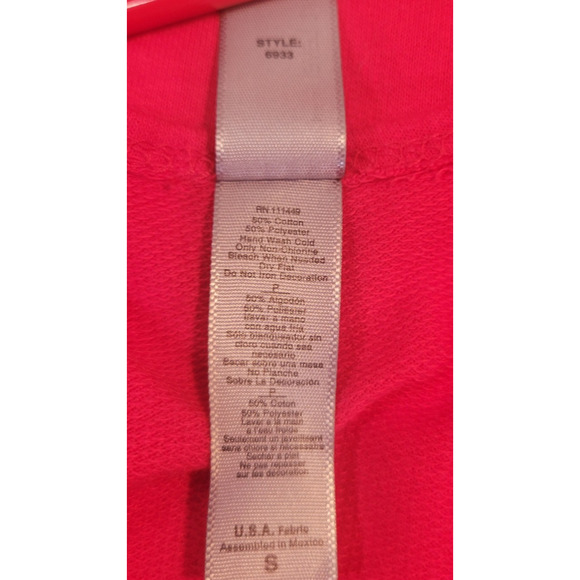 STYLE:
6933
RN 111449
50% Cotton
50% Polyester
Hand Wash Cold
Only Non-Chlorine
Bleach When Needed
Dry Flat
Do Not Iron Decoration
P
50% Algodón
50% Poliester
Lavar a mano
con agua fria
Sólo blanqueador sin
cloro cuando sea
necesario
Secar sobre una mesa
No Planche
Sobre La Decoración
P
50% Coton
50% Polyester
Laver a la main
a l'eau froide
Seulement un javellisant
sans chlore si nécessaire
Sécher à plat
Ne pas repasser
sur les décoration
U.S.A. Fabric
Assembled in Mexico
S